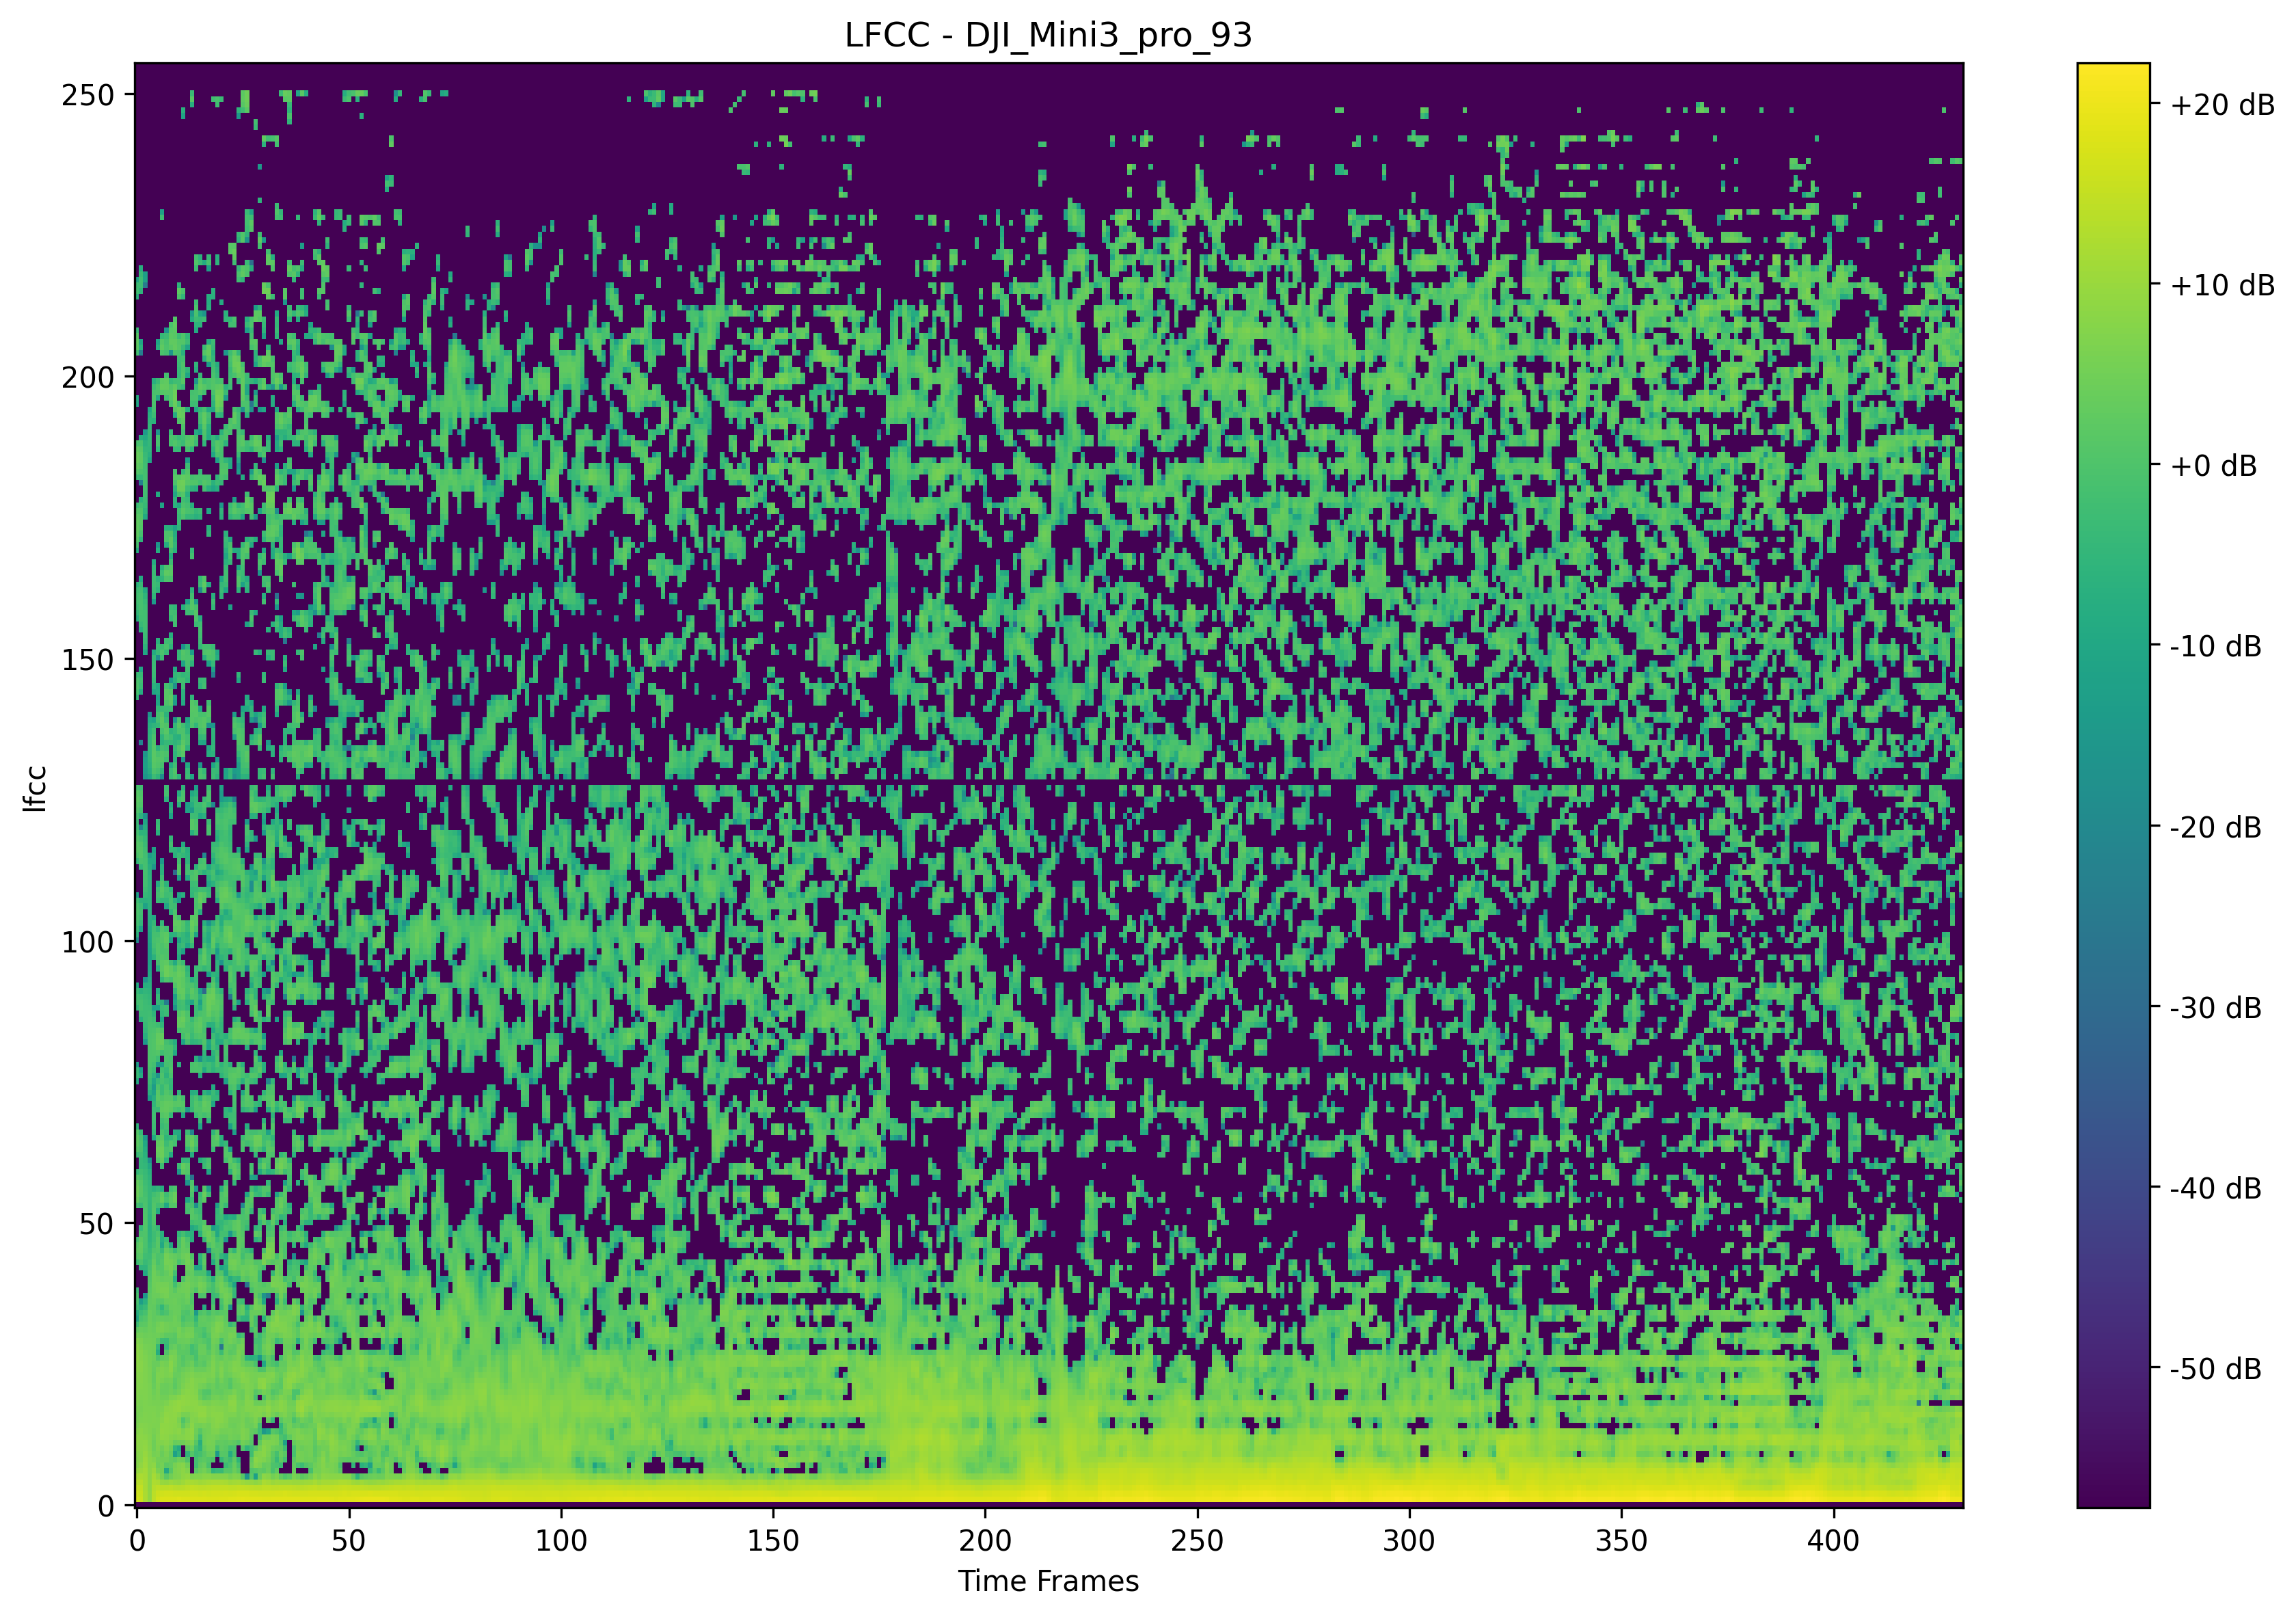 LFCC - DJI_Mini3_pro_93
250
200
150
100
50
0
lfcc
0 50 100 150 200 250 300 350 400
Time Frames
+20 dB
+10 dB
+0 dB
-10 dB
-20 dB
-30 dB
-40 dB
-50 dB